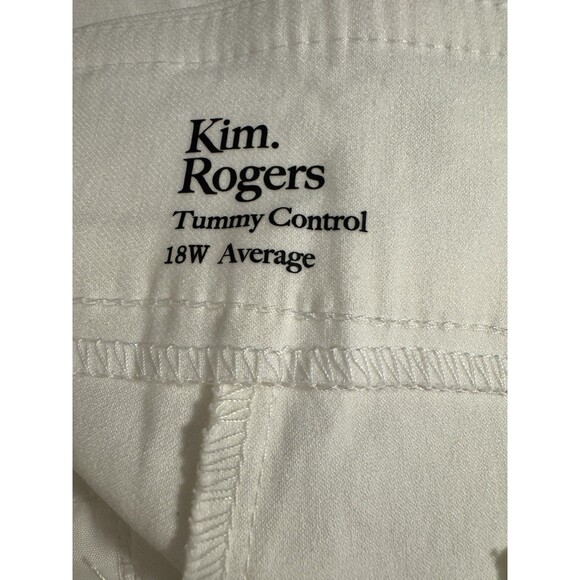 Kim.
Rogers
Tummy Control
18W Average